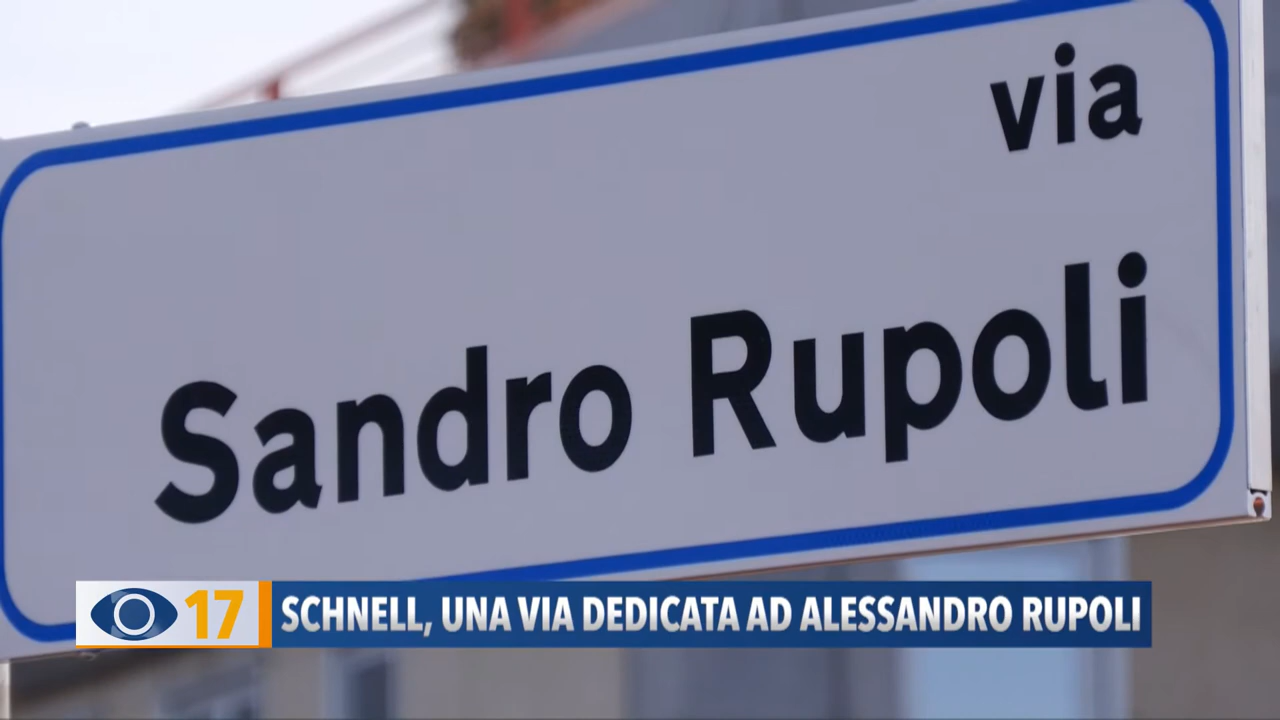 via
Sandro Rupoli
17
SCHNELL, UNA VIA DEDICATA AD ALESSANDRO RUPOLI